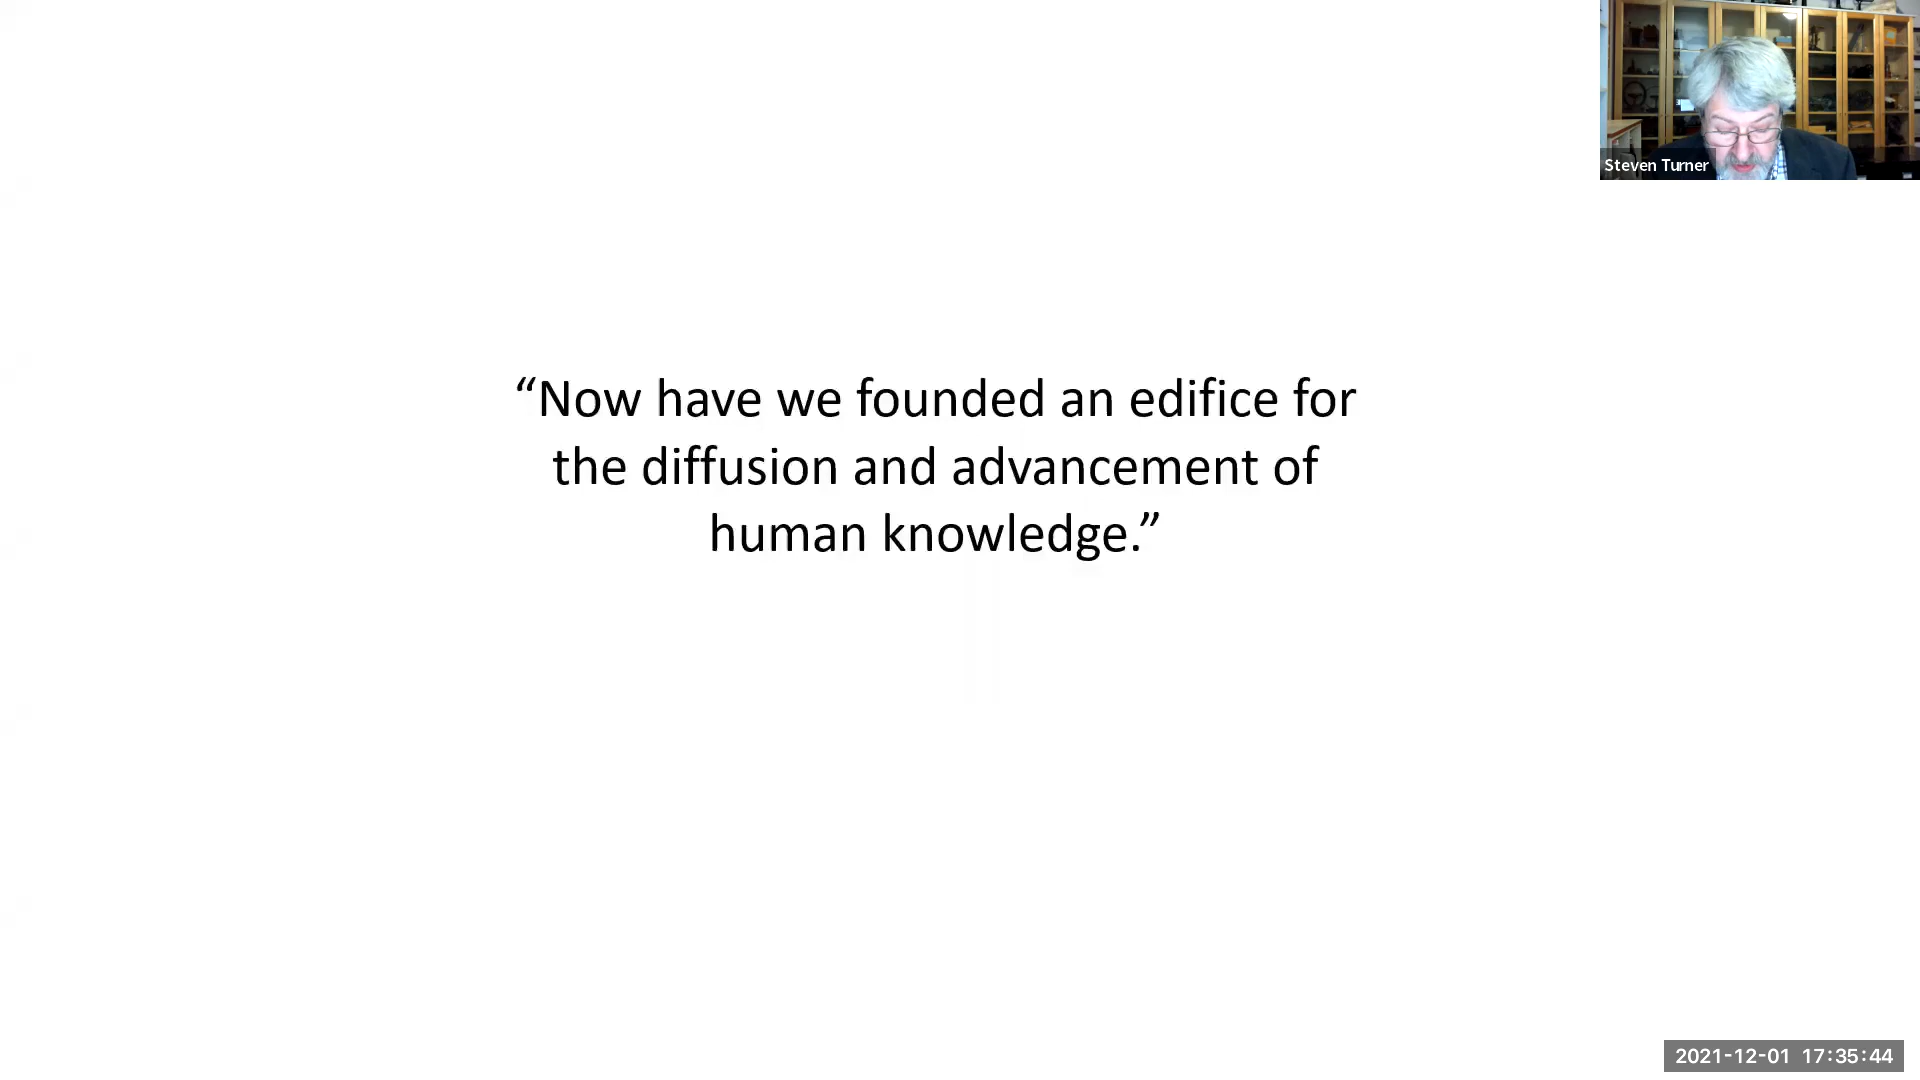 Steven Turner
“Now have we founded an edifice for
the diffusion and advancement of
human knowledge.”
2021-12-01 17:35:44